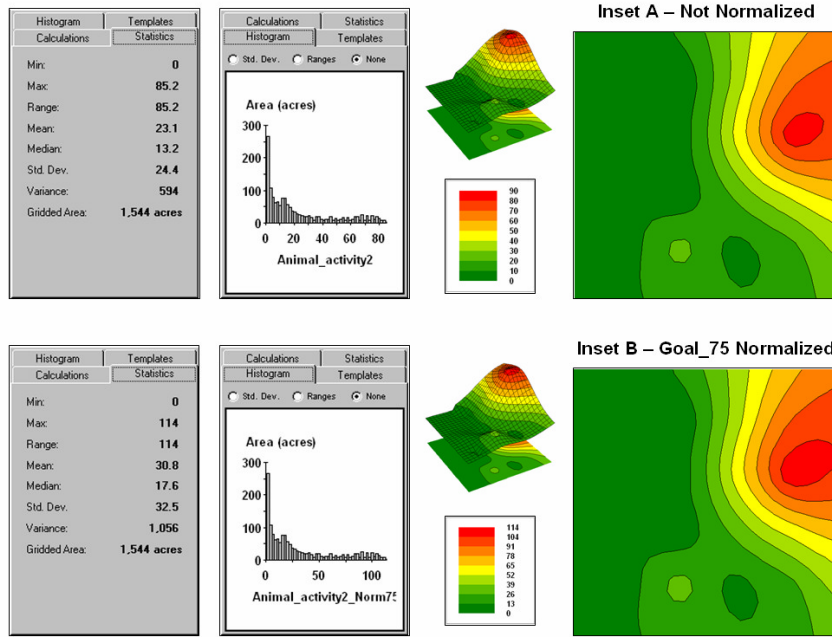 Inset A – Not Normalized
Histogram Templates
Calculations Statistics
Min: 0
Max: 85.2
Range: 85.2
Mean: 23.1
Median: 13.2
Std. Dev. 24.4
Variance: 594
Gridded Area: 1,544 acres
Calculations Statistics
Histogram Templates
Std. Dev. Ranges None
Area (acres)
300
200
100
0
0 20 40 60 80
Animal_activity2
90
80
70
60
50
40
30
20
10
0
Inset B – Goal_75 Normalized
Histogram Templates
Calculations Statistics
Min: 0
Max: 114
Range: 114
Mean: 30.8
Median: 17.6
Std. Dev. 32.5
Variance: 1,056
Gridded Area: 1,544 acres
Calculations Statistics
Histogram Templates
Std. Dev. Ranges None
Area (acres)
300
200
100
0
0 50 100
Animal_activity2_Norm75
114
104
91
78
65
52
39
26
13
0